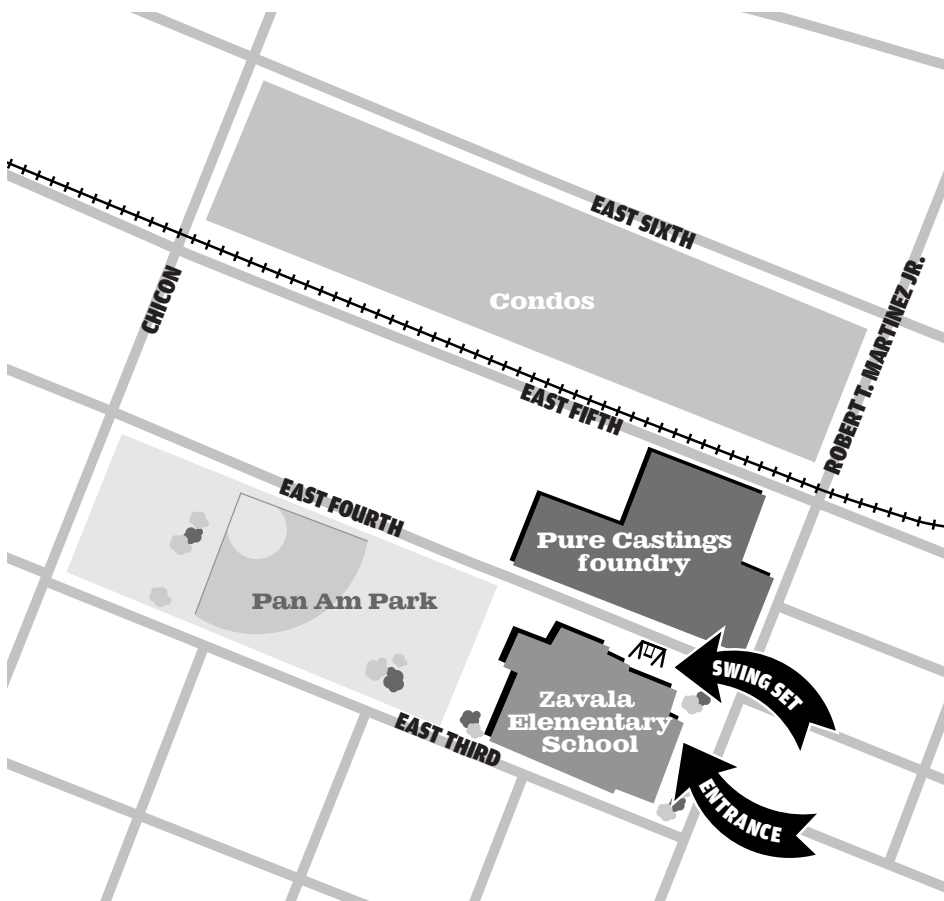 EAST SIXTH
ROBERT T. MARTINEZ JR.
CHICON
Condos
EAST FIFTH
EAST FOURTH
Pure Castings
foundry
Pan Am Park
SWING SET
Zavala
Elementary
School
EAST THIRD
ENTRANCE